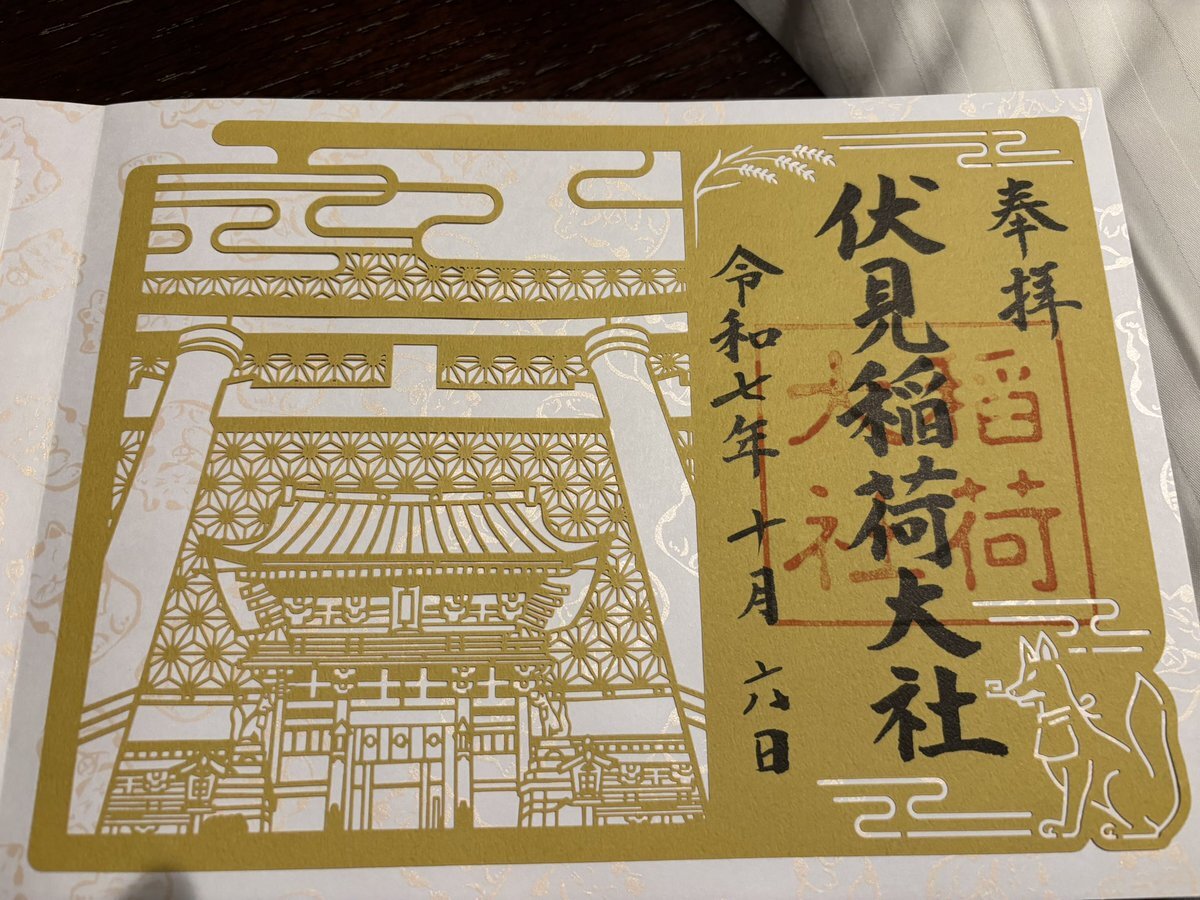 奉拝
伏見稲荷大社
稲荷
大社
令和七年十月六日